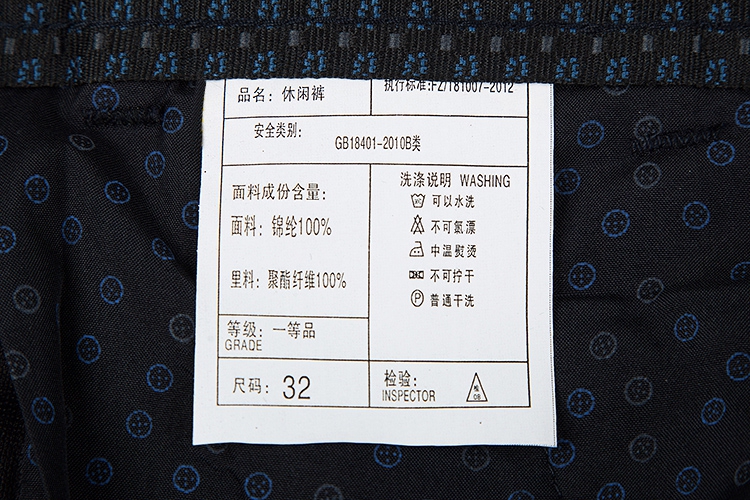 品名：休闲裤
执行标准:FZ/T81007-2012
安全类别：
GB18401-2010B类
面料成份含量：
面料：锦纶100%
里料：聚酯纤维100%
等级：一等品
GRADE
尺码：32
洗涤说明 WASHING
可以水洗
不可氯漂
中温熨烫
不可拧干
普通干洗
检验：
INSPECTOR
检
08